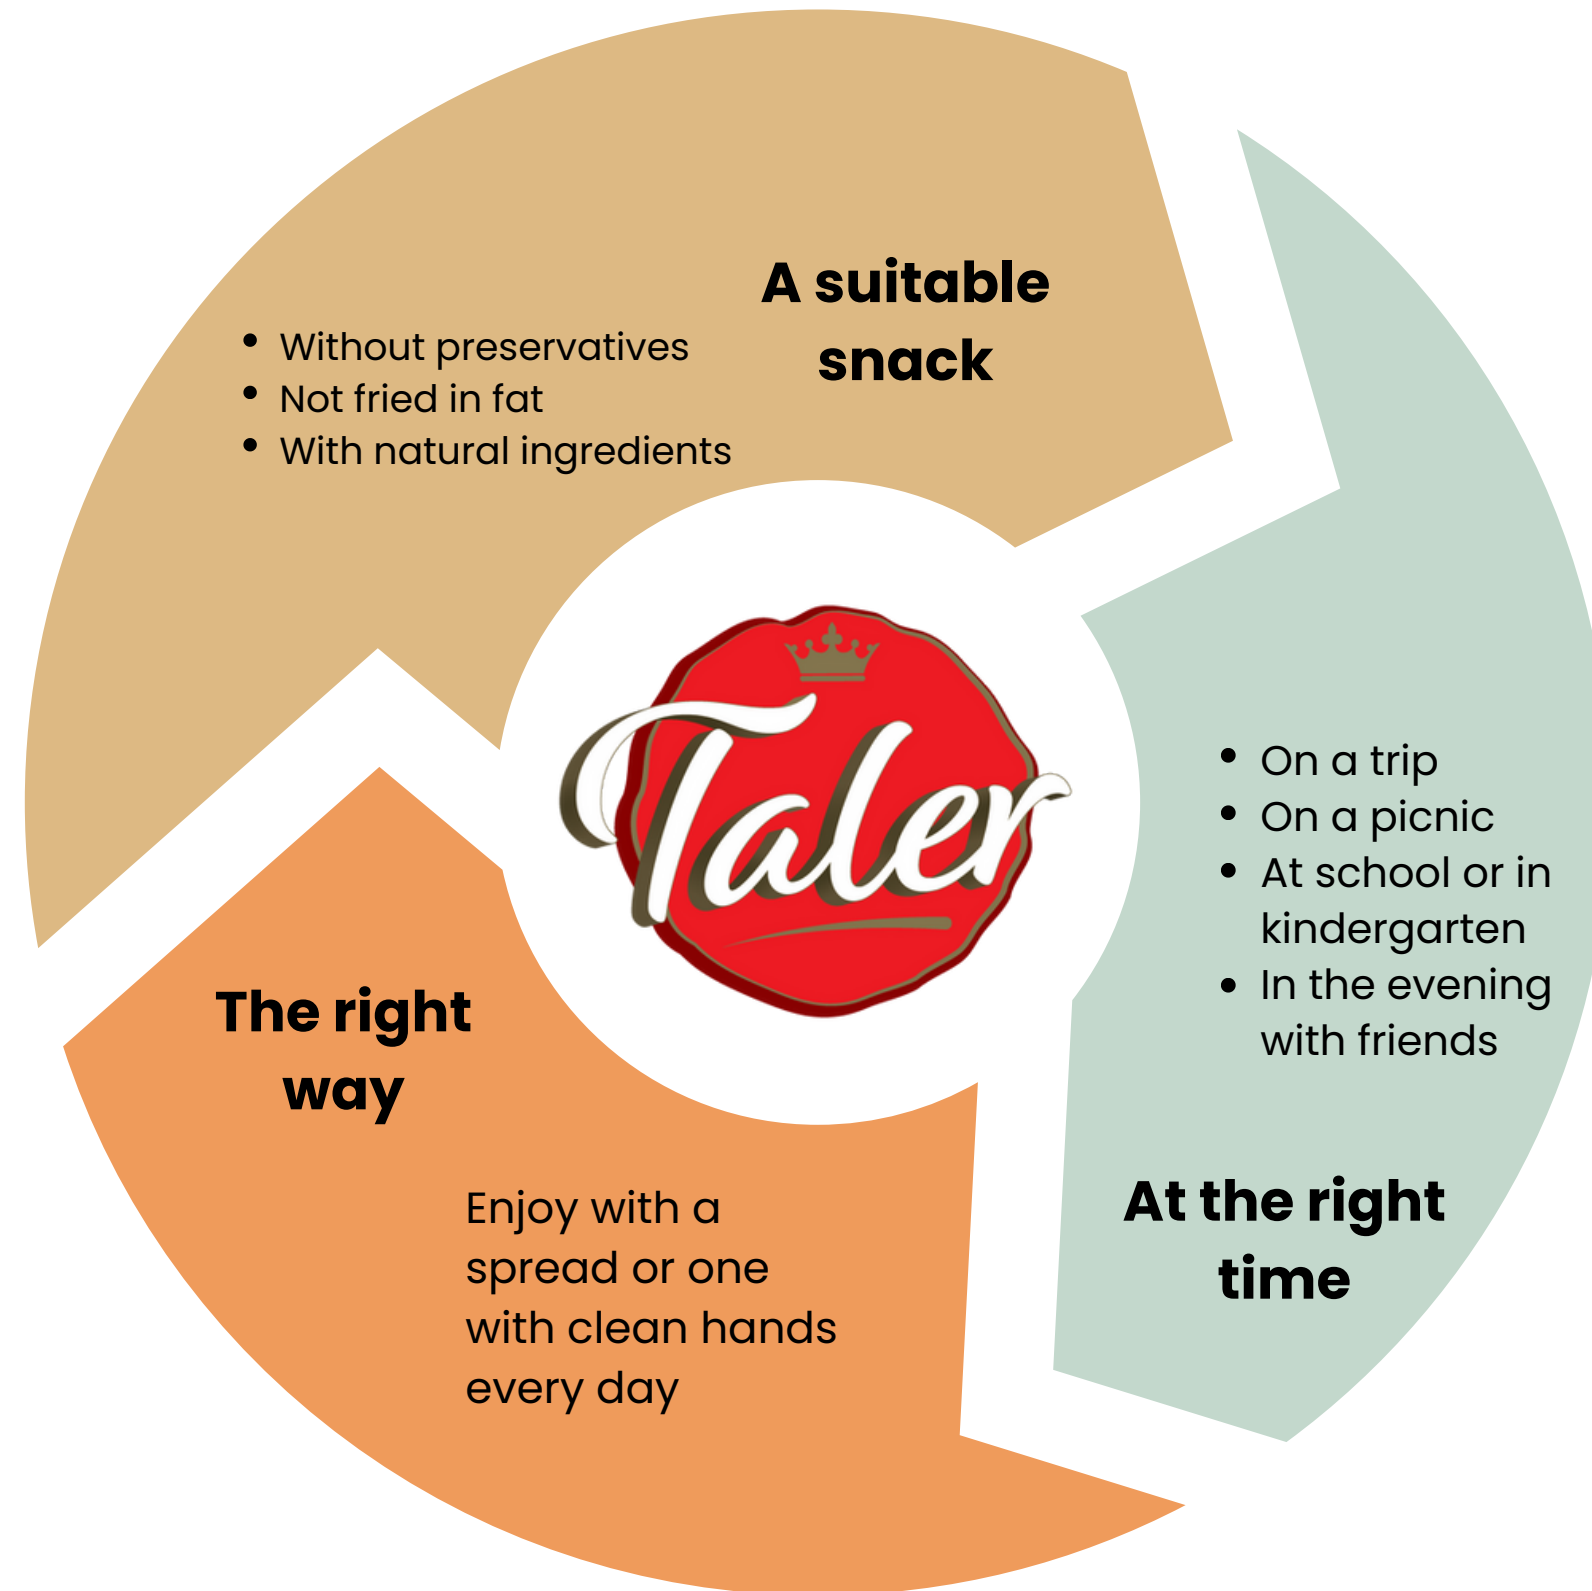 A suitable
snack
• Without preservatives
• Not fried in fat
• With natural ingredients
Taler
• On a trip
• On a picnic
• At school or in
kindergarten
• In the evening
with friends
At the right
time
The right
way
Enjoy with a
spread or one
with clean hands
every day